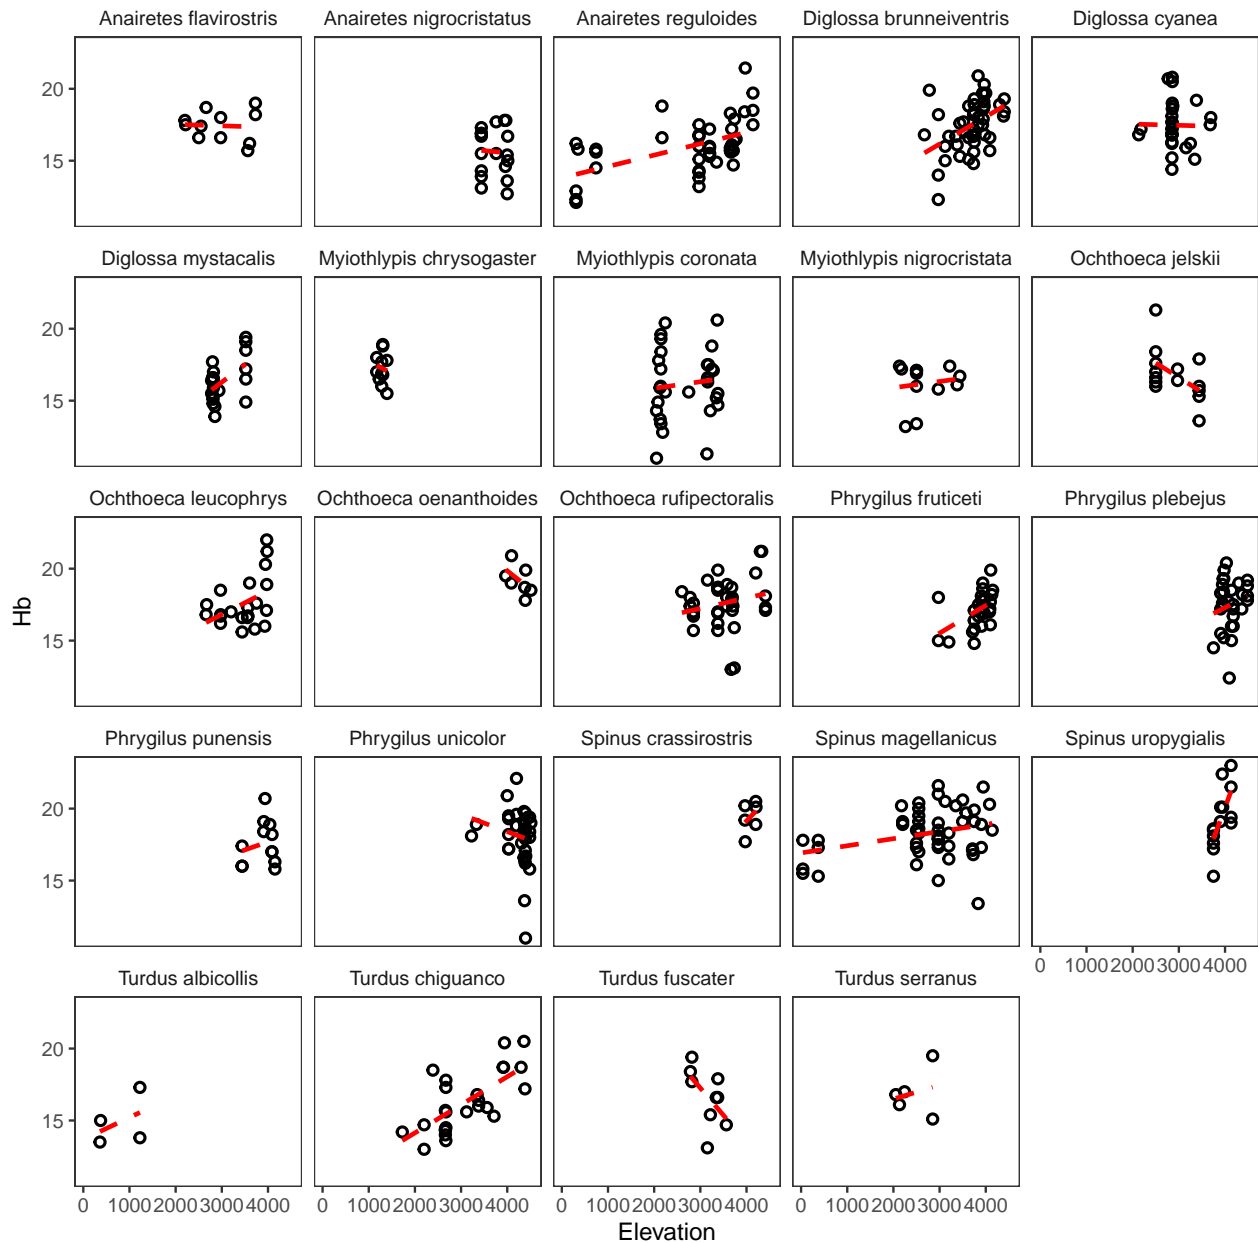 Anairetes flavirostris Anairetes nigrocristatus Anairetes reguloides Diglossa brunneiventris Diglossa cyanea
20
15
Diglossa mystacalis Myiothlypis chrysogaster Myiothlypis coronata Myiothlypis nigrocristata Ochthoeca jelskii
20
15
Ochthoeca leucophrys Ochthoeca oenanthoides Ochthoeca rufipectoralis Phrygilus fruticeti Phrygilus plebejus
20
15
Hb
Phrygilus punensis Phrygilus unicolor Spinus crassirostris Spinus magellanicus Spinus uropygialis
20
15
0 1000 2000 3000 4000
Turdus albicollis Turdus chiguanco Turdus fuscater Turdus serranus
20
15
0 1000 2000 3000 4000 0 1000 2000 3000 4000 0 1000 2000 3000 4000 0 1000 2000 3000 4000
Elevation